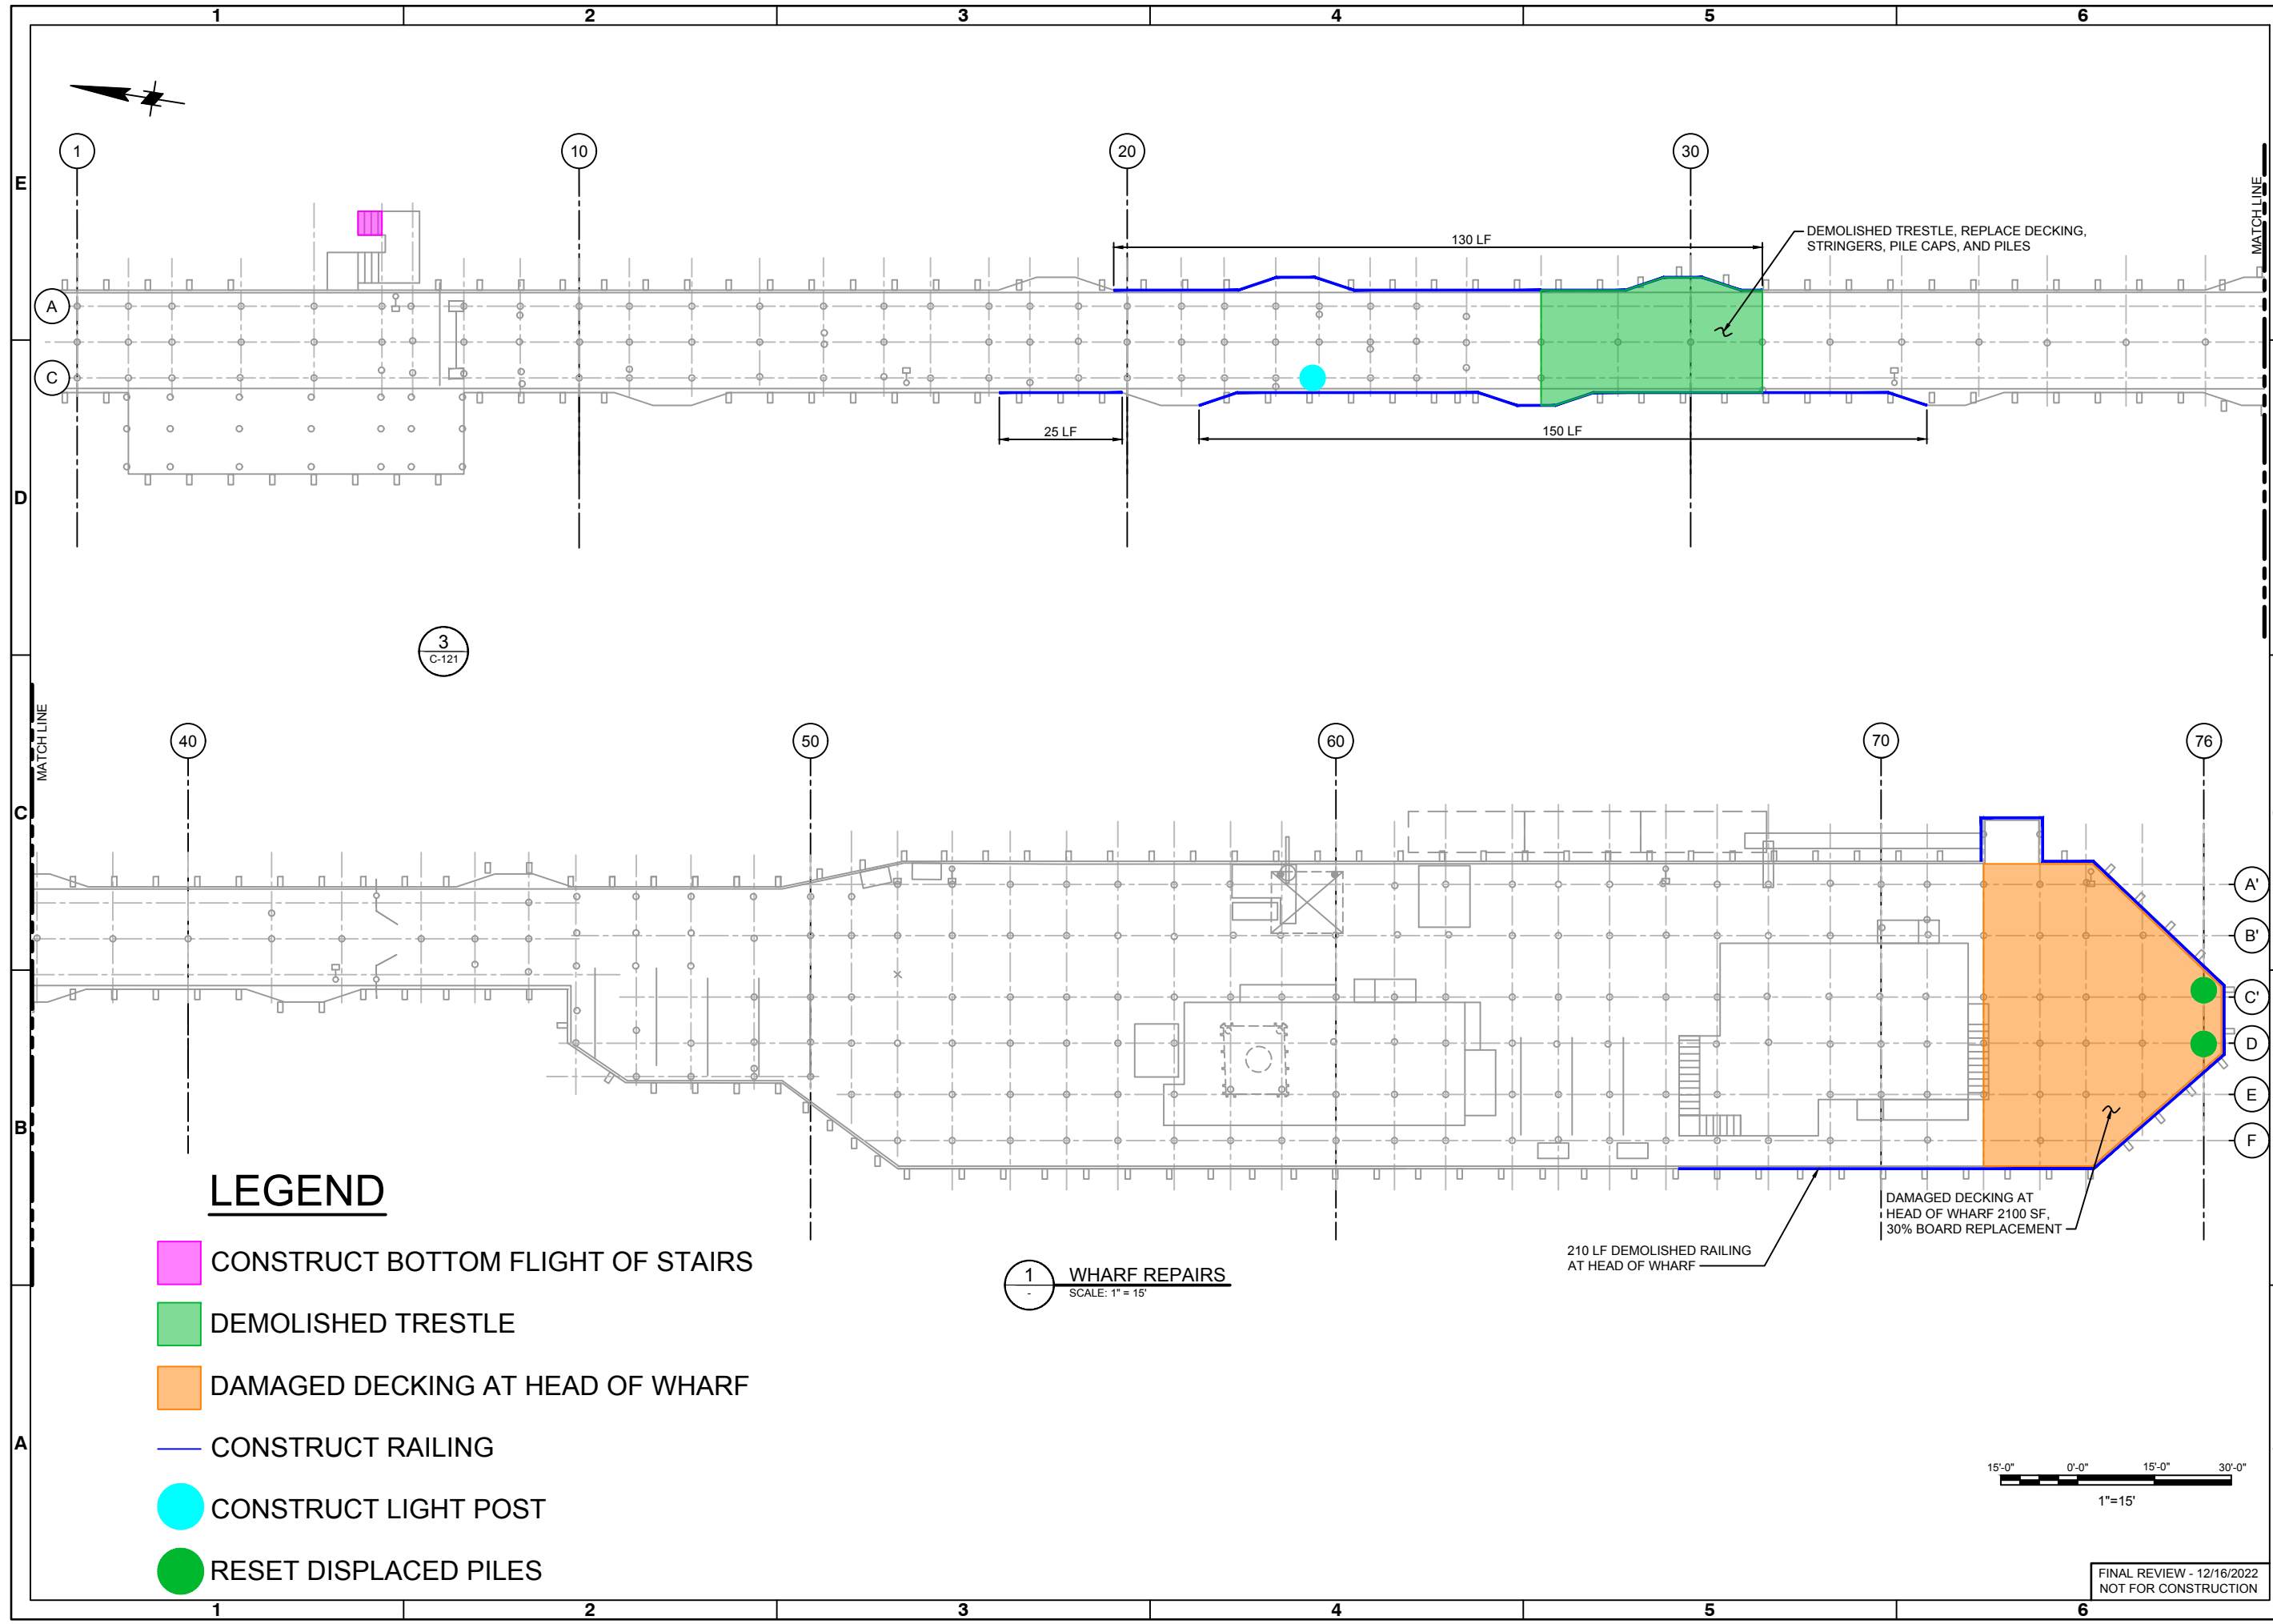 1 2 3 4 5 6
E
D
C
B
A
1
10
20
30
A
C
130 LF
DEMOLISHED TRESTLE, REPLACE DECKING,
STRINGERS, PILE CAPS, AND PILES
MATCH LINE
25 LF
150 LF
3
C-121
MATCH LINE
40
50
60
70
76
A'
B'
C'
D
E
F
DAMAGED DECKING AT
HEAD OF WHARF 2100 SF,
30% BOARD REPLACEMENT
210 LF DEMOLISHED RAILING
AT HEAD OF WHARF
LEGEND
CONSTRUCT BOTTOM FLIGHT OF STAIRS
DEMOLISHED TRESTLE
DAMAGED DECKING AT HEAD OF WHARF
CONSTRUCT RAILING
CONSTRUCT LIGHT POST
RESET DISPLACED PILES
1
-
WHARF REPAIRS
SCALE: 1" = 15'
15'-0" 0'-0" 15'-0" 30'-0"
1"=15'
FINAL REVIEW - 12/16/2022
NOT FOR CONSTRUCTION
1 2 3 4 5 6